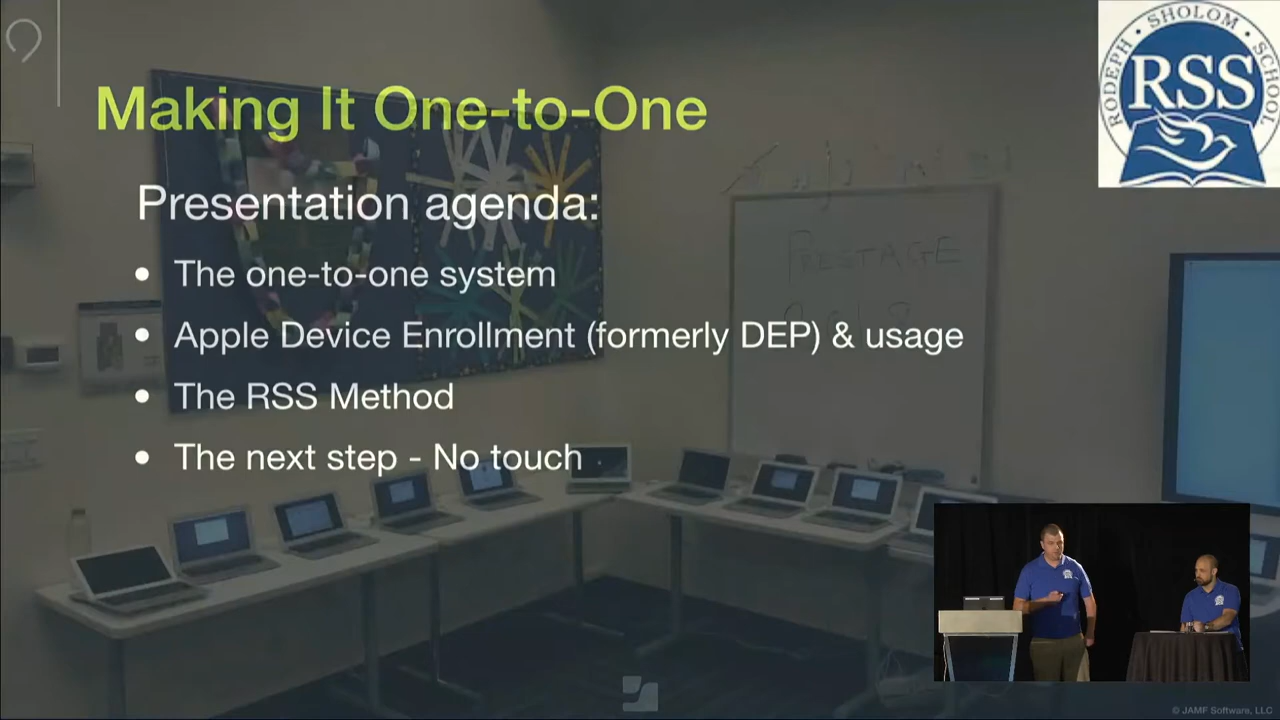 Making It One-to-One
Presentation agenda:
• The one-to-one system
• Apple Device Enrollment (formerly DEP) & usage
• The RSS Method
• The next step - No touch
RODEPH • SHOLOM • SCHOOL
RSS
PRESTAGE
© JAMF Software, LLC